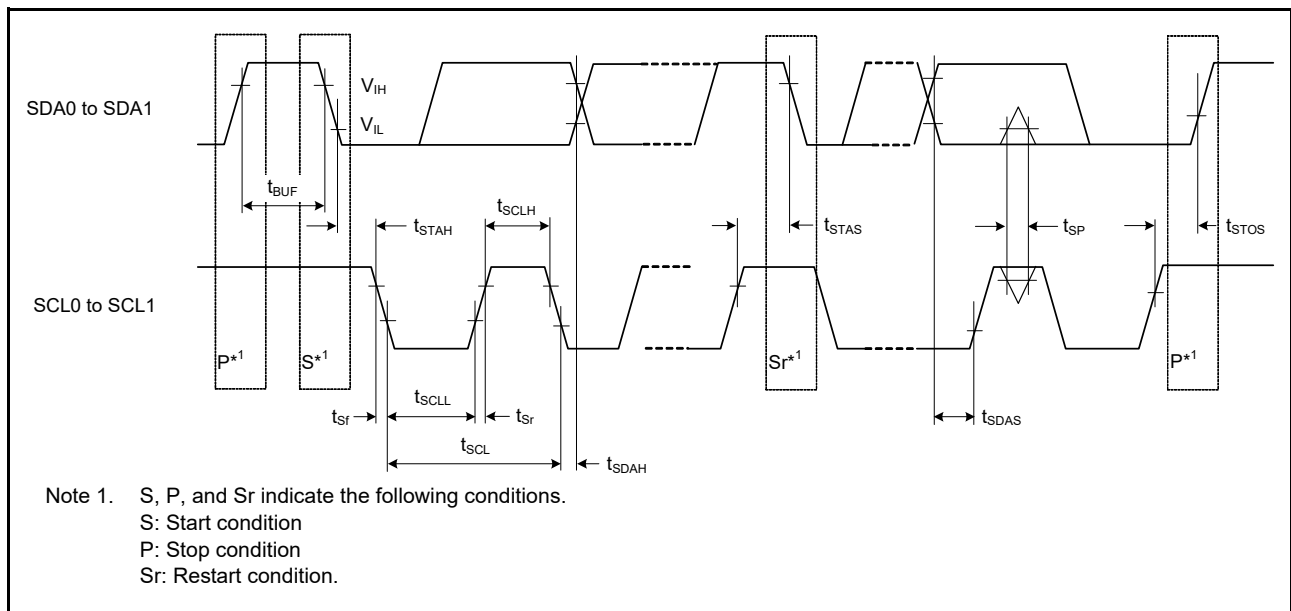 SDA0 to SDA1
VIH
VIL
tBUF
tSTAH
tSCLH
tSTAS
tSP
tSTOS
SCL0 to SCL1
P*1
S*1
Sr*1
P*1
tSf
tSCLL
tSr
tSDAS
tSCL
tSDAH
Note 1. S, P, and Sr indicate the following conditions.
S: Start condition
P: Stop condition
Sr: Restart condition.